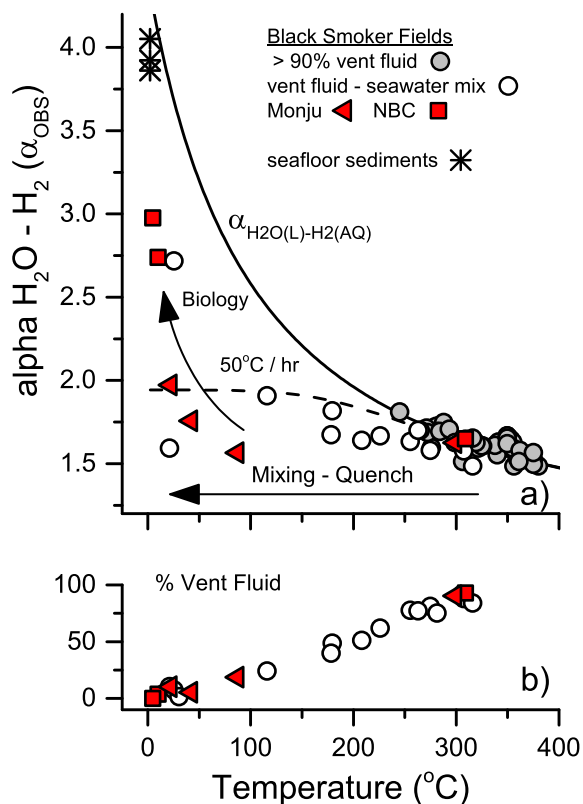 a)
Black Smoker Fields
> 90% vent fluid
vent fluid - seawater mix
Monju NBC
seafloor sediments
αH2O(L)-H2(AQ)
Biology
50°C / hr
Mixing - Quench
a)
4.0
3.5
3.0
2.5
2.0
1.5
alpha H2O - H2 (αOBS)
% Vent Fluid
b)
100
50
0
0 100 200 300 400
Temperature (°C)